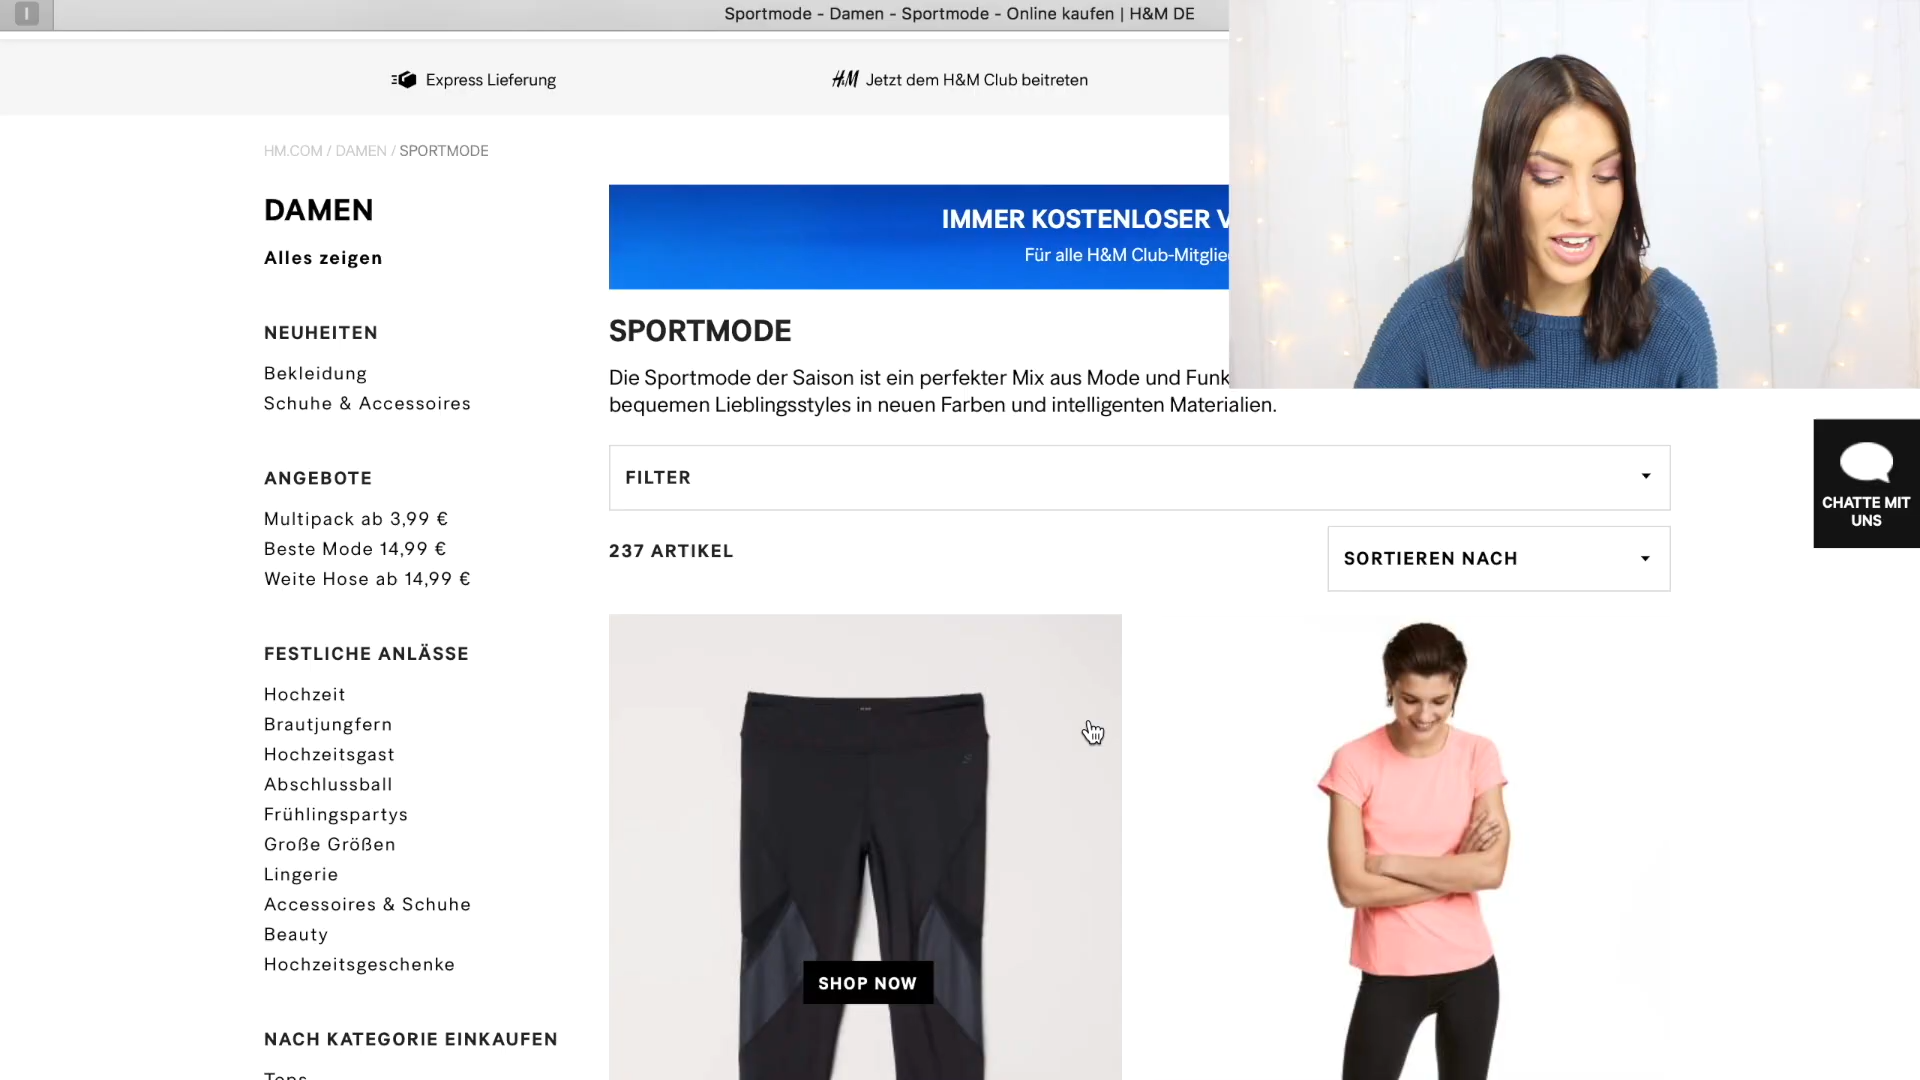 Sportmode - Damen - Sportmode - Online kaufen | H&M DE
Express Lieferung
H&M Jetzt dem H&M Club beitreten
HM.COM / DAMEN / SPORTMODE
DAMEN
Alles zeigen
NEUHEITEN
Bekleidung
Schuhe & Accessoires
ANGEBOTE
Multipack ab 3,99 €
Beste Mode 14,99 €
Weite Hose ab 14,99 €
FESTLICHE ANLÄSSE
Hochzeit
Brautjungfern
Hochzeitsgast
Abschlussball
Frühlingspartys
Große Größen
Lingerie
Accessoires & Schuhe
Beauty
Hochzeitsgeschenke
NACH KATEGORIE EINKAUFEN
Tops
IMMER KOSTENLOSER V
Für alle H&M Club-Mitglie
SPORTMODE
Die Sportmode der Saison ist ein perfekter Mix aus Mode und Funk
bequemen Lieblingsstyles in neuen Farben und intelligenten Materialien.
FILTER
237 ARTIKEL
SORTIEREN NACH
SHOP NOW
CHATTE MIT
UNS